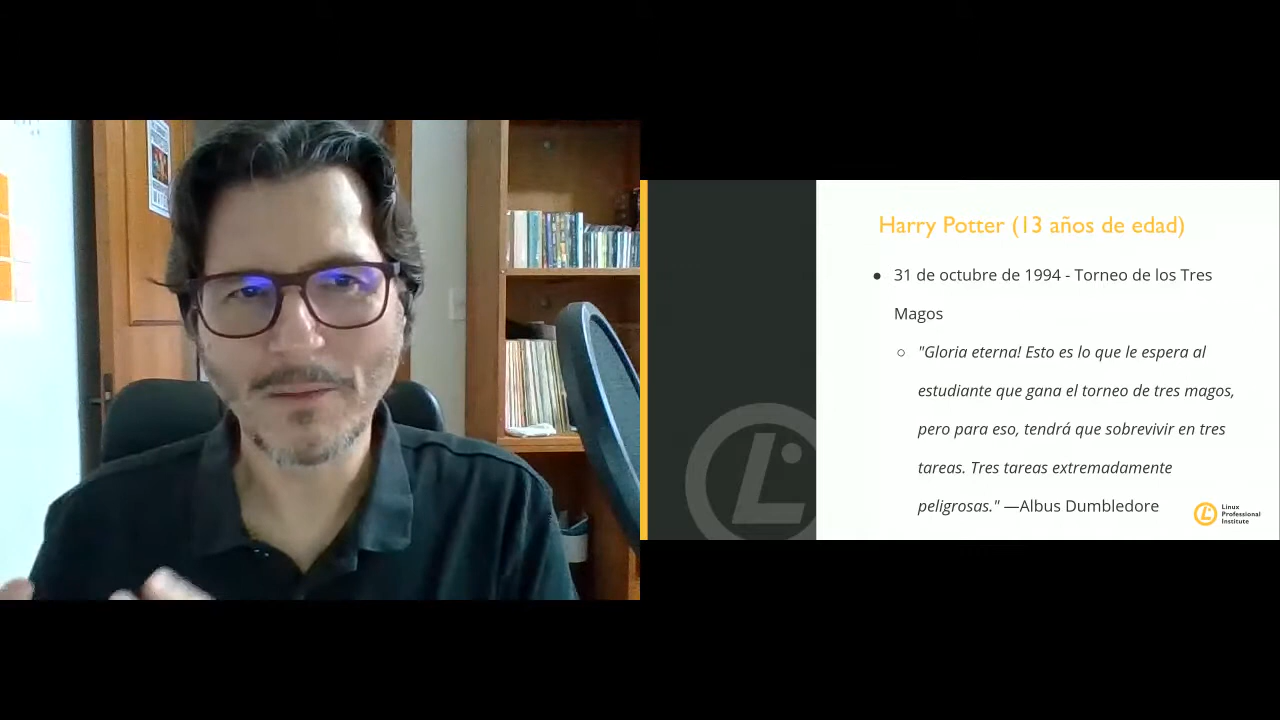 Harry Potter (13 años de edad)
● 31 de octubre de 1994 - Torneo de los Tres
Magos
○ "Gloria eterna! Esto es lo que le espera al
estudiante que gana el torneo de tres magos,
pero para eso, tendrá que sobrevivir en tres
tareas. Tres tareas extremadamente
peligrosas." —Albus Dumbledore
Linux
Professional
Institute